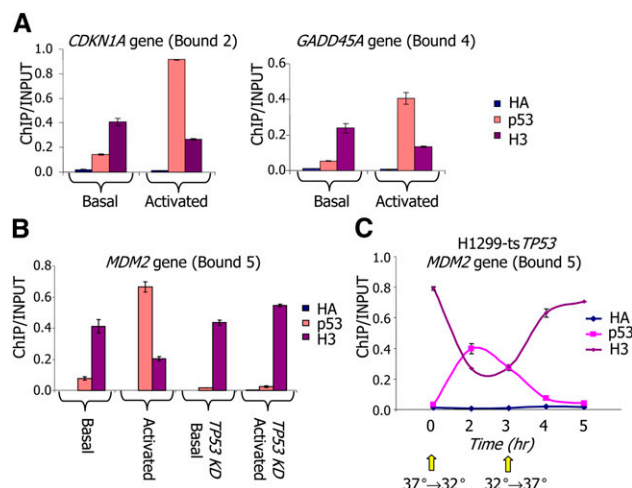 A
CDKN1A gene (Bound 2)
ChIP/INPUT
1.0
0.8
0.6
0.4
0.2
0.0
Basal
Activated
GADD45A gene (Bound 4)
ChIP/INPUT
0.6
0.4
0.2
0.0
Basal
Activated
HA
p53
H3
B
MDM2 gene (Bound 5)
ChIP/INPUT
0.8
0.6
0.4
0.2
0.0
Basal
Activated
TP53 KD
Basal
TP53 KD
Activated
HA
p53
H3
C
H1299-tsTP53
MDM2 gene (Bound 5)
ChIP/INPUT
1.0
0.8
0.6
0.4
0.2
0.0
0 2 3 4 5
Time (hr)
37°→32° 32°→37°
HA
p53
H3